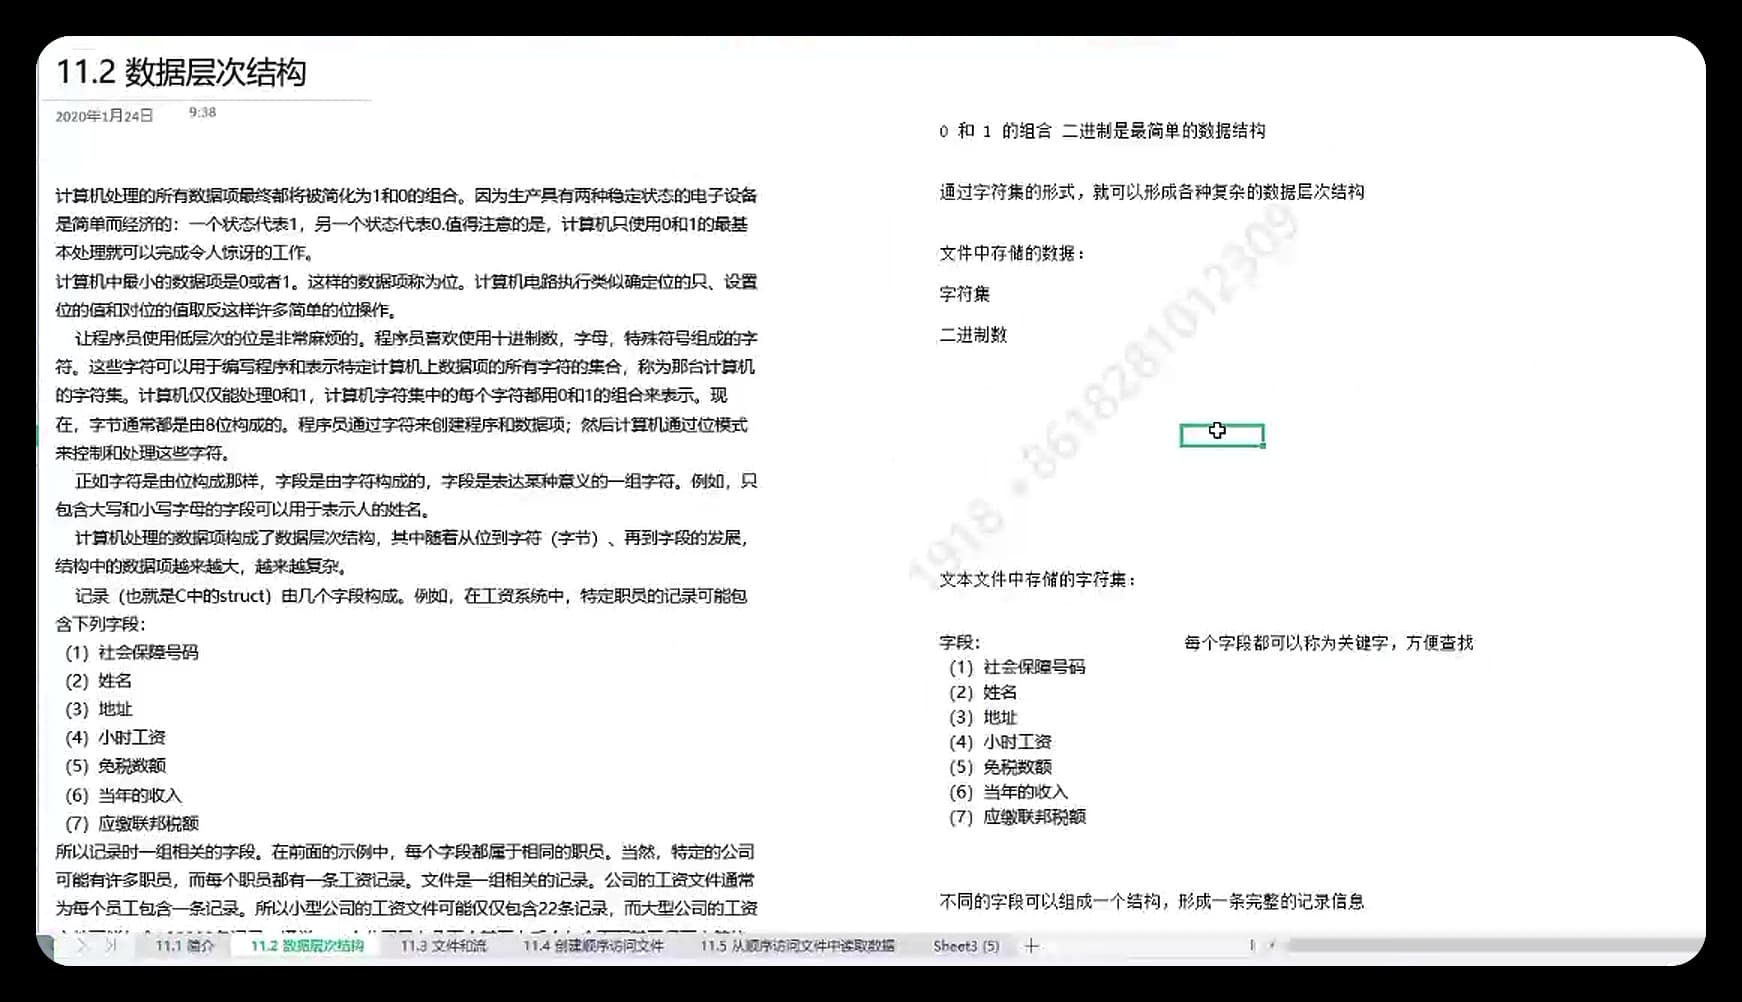 11.2 数据层次结构
2020年1月24日 9:38
计算机处理的所有数据项最终都将被简化为1和0的组合。因为生产具有两种稳定状态的电子设备
是简单而经济的：一个状态代表1，另一个状态代表0.值得注意的是，计算机只使用0和1的最基
本处理就可以完成令人惊讶的工作。
计算机中最小的数据项是0或者1。这样的数据项称为位。计算机电路执行类似确定位的只、设置
位的值和对位的值取反这样许多简单的位操作。
让程序员使用低层次的位是非常麻烦的。程序员喜欢使用十进制数，字母，特殊符号组成的字
符。这些字符可以用于编写程序和表示特定计算机上数据项的所有字符的集合，称为那台计算机
的字符集。计算机仅仅能处理0和1，计算机字符集中的每个字符都用0和1的组合来表示。现
在，字节通常都是由8位构成的。程序员通过字符来创建程序和数据项；然后计算机通过位模式
来控制和处理这些字符。
正如字符是由位构成那样，字段是由字符构成的，字段是表达某种意义的一组字符。例如，只
包含大写和小写字母的字段可以用于表示人的姓名。
计算机处理的数据项构成了数据层次结构，其中随着从位到字符（字节）、再到字段的发展，
结构中的数据项越来越大，越来越复杂。
记录（也就是C中的struct）由几个字段构成。例如，在工资系统中，特定职员的记录可能包
含下列字段：
（1）社会保障号码
（2）姓名
（3）地址
（4）小时工资
（5）免税数额
（6）当年的收入
（7）应缴联邦税额
所以记录时一组相关的字段。在前面的示例中，每个字段都属于相同的职员。当然，特定的公司
可能有许多职员，而每个职员都有一条工资记录。文件是一组相关的记录。公司的工资文件通常
为每个员工包含一条记录。所以小型公司的工资文件可能仅仅包含22条记录，而大型公司的工资
0 和 1 的组合 二进制是最简单的数据结构
通过字符集的形式，就可以形成各种复杂的数据层次结构
文件中存储的数据：
字符集
二进制数
1918 +8618281012309
文本文件中存储的字符集：
字段： 每个字段都可以称为关键字，方便查找
（1）社会保障号码
（2）姓名
（3）地址
（4）小时工资
（5）免税数额
（6）当年的收入
（7）应缴联邦税额
不同的字段可以组成一个结构，形成一条完整的记录信息
11.1 简介 11.2 数据层次结构 11.3 文件和流 11.4 创建顺序访问文件 11.5 从顺序访问文件中读取数据 Sheet3 (5)